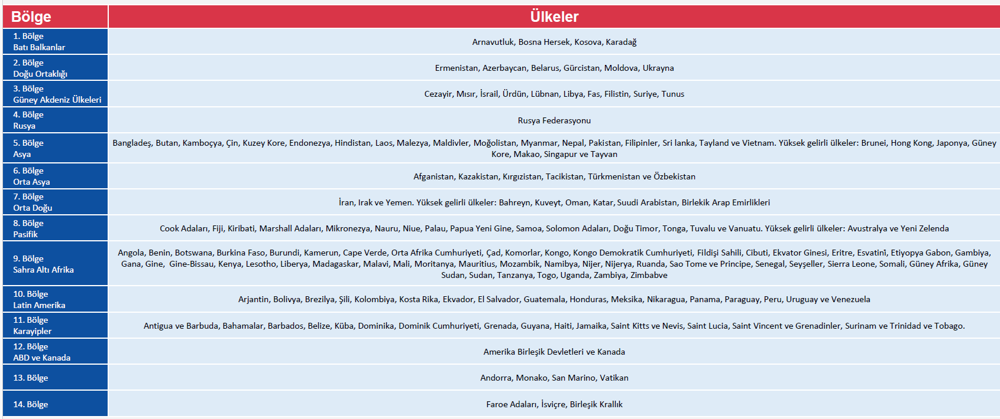 Bölge
Ülkeler
1. Bölge
Batı Balkanlar
Arnavutluk, Bosna Hersek, Kosova, Karadağ
2. Bölge
Doğu Ortaklığı
Ermenistan, Azerbaycan, Belarus, Gürcistan, Moldova, Ukrayna
3. Bölge
Güney Akdeniz Ülkeleri
Cezayir, Mısır, İsrail, Ürdün, Lübnan, Libya, Fas, Filistin, Suriye, Tunus
4. Bölge
Rusya
Rusya Federasyonu
5. Bölge
Asya
Bangladeş, Butan, Kamboçya, Çin, Kuzey Kore, Endonezya, Hindistan, Laos, Malezya, Maldivler, Moğolistan, Myanmar, Nepal, Pakistan, Filipinler, Sri lanka, Tayland ve Vietnam. Yüksek gelirli ülkeler: Brunei, Hong Kong, Japonya, Güney
Kore, Makao, Singapur ve Tayvan
6. Bölge
Orta Asya
Afganistan, Kazakistan, Kırgızistan, Tacikistan, Türkmenistan ve Özbekistan
7. Bölge
Orta Doğu
İran, Irak ve Yemen. Yüksek gelirli ülkeler: Bahreyn, Kuveyt, Oman, Katar, Suudi Arabistan, Birlekik Arap Emirlikleri
8. Bölge
Pasifik
Cook Adaları, Fiji, Kiribati, Marshall Adaları, Mikronezya, Nauru, Niue, Palau, Papua Yeni Gine, Samoa, Solomon Adaları, Doğu Timor, Tonga, Tuvalu ve Vanuatu. Yüksek gelirli ülkeler: Avustralya ve Yeni Zelenda
9. Bölge
Sahra Altı Afrika
Angola, Benin, Botswana, Burkina Faso, Burundi, Kamerun, Cape Verde, Orta Afrika Cumhuriyeti, Çad, Komorlar, Kongo, Kongo Demokratik Cumhuriyeti, Fildişi Sahili, Cibuti, Ekvator Ginesi, Eritre, Esvatini, Etiyopya Gabon, Gambiya,
Gana, Gine, Gine-Bissau, Kenya, Lesotho, Liberya, Madagaskar, Malavi, Mali, Moritanya, Mauritius, Mozambik, Namibya, Nijer, Nijerya, Ruanda, Sao Tome ve Principe, Senegal, Seyşeller, Sierra Leone, Somali, Güney Afrika, Güney
Sudan, Sudan, Tanzanya, Togo, Uganda, Zambiya, Zimbabve
10. Bölge
Latin Amerika
Arjantin, Bolivya, Brezilya, Şili, Kolombiya, Kosta Rika, Ekvador, El Salvador, Guatemala, Honduras, Meksika, Nikaragua, Panama, Paraguay, Peru, Uruguay ve Venezuela
11. Bölge
Karayipler
Antigua ve Barbuda, Bahamalar, Barbados, Belize, Küba, Dominika, Dominik Cumhuriyeti, Grenada, Guyana, Haiti, Jamaika, Saint Kitts ve Nevis, Saint Lucia, Saint Vincent ve Grenadinler, Surinam ve Trinidad ve Tobago.
12. Bölge
ABD ve Kanada
Amerika Birleşik Devletleri ve Kanada
13. Bölge
Andorra, Monako, San Marino, Vatikan
14. Bölge
Faroe Adaları, İsviçre, Birleşik Krallık